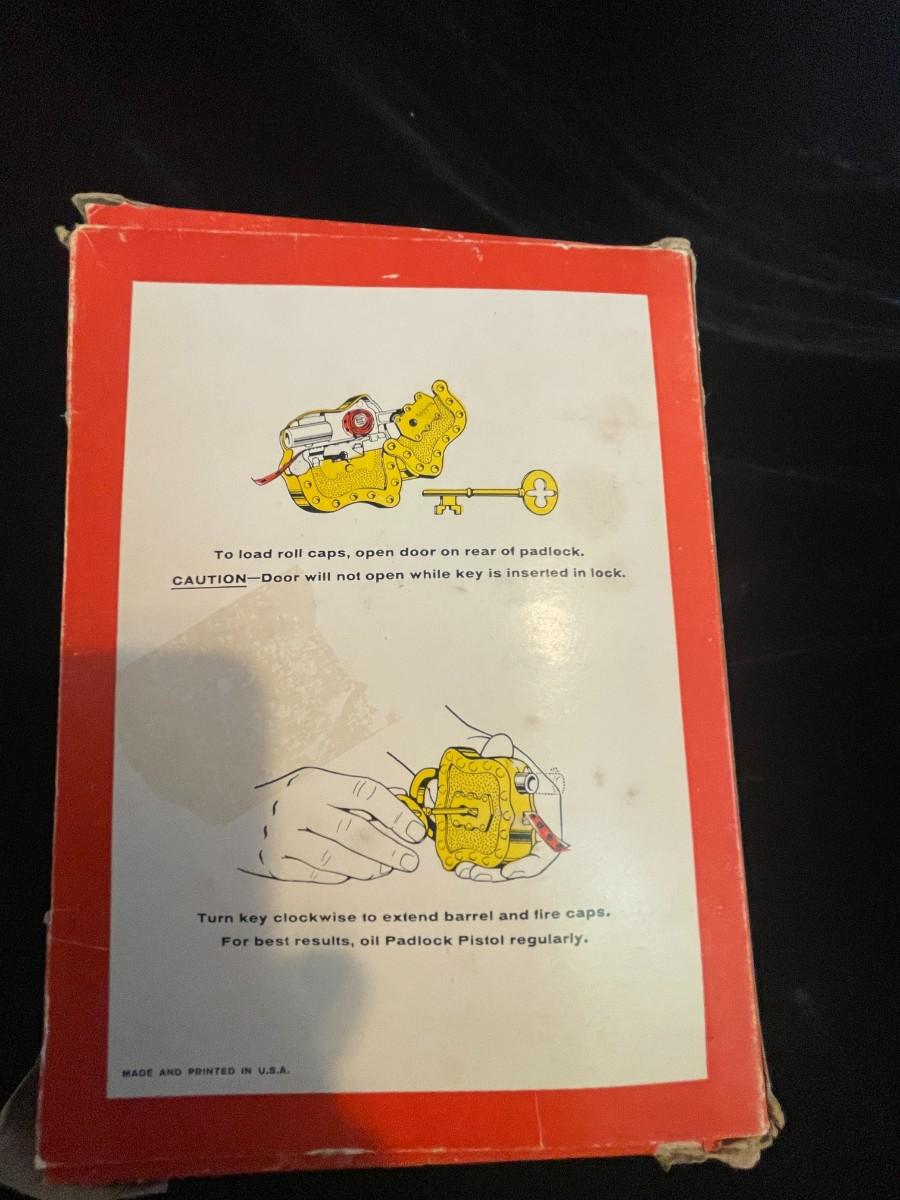 To load roll caps, open door on rear of padlock.
CAUTION—Door will not open while key is inserted in lock.
Turn key clockwise to extend barrel and fire caps.
For best results, oil Padlock Pistol regularly.
MADE AND PRINTED IN U.S.A.